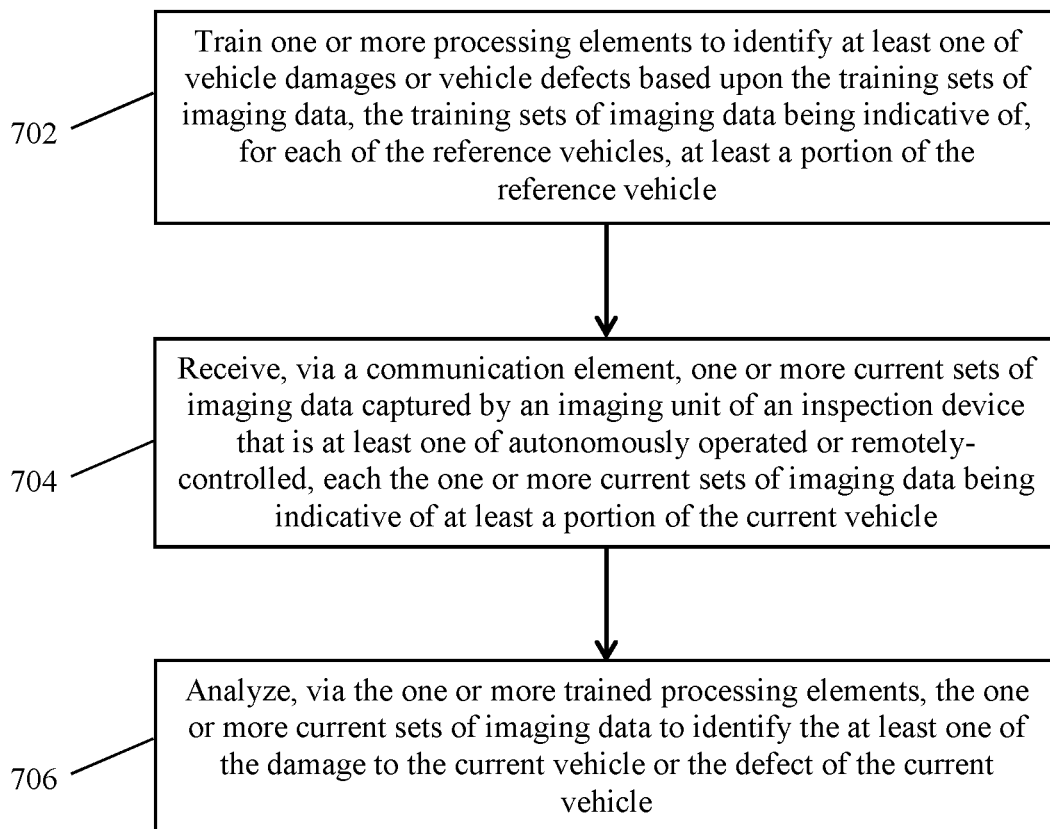 Train one or more processing elements to identify at least one of
vehicle damages or vehicle defects based upon the training sets of
imaging data, the training sets of imaging data being indicative of,
for each of the reference vehicles, at least a portion of the
reference vehicle
702
Receive, via a communication element, one or more current sets of
imaging data captured by an imaging unit of an inspection device
that is at least one of autonomously operated or remotely-
controlled, each the one or more current sets of imaging data being
indicative of at least a portion of the current vehicle
704
Analyze, via the one or more trained processing elements, the one
or more current sets of imaging data to identify the at least one of
the damage to the current vehicle or the defect of the current
vehicle
706